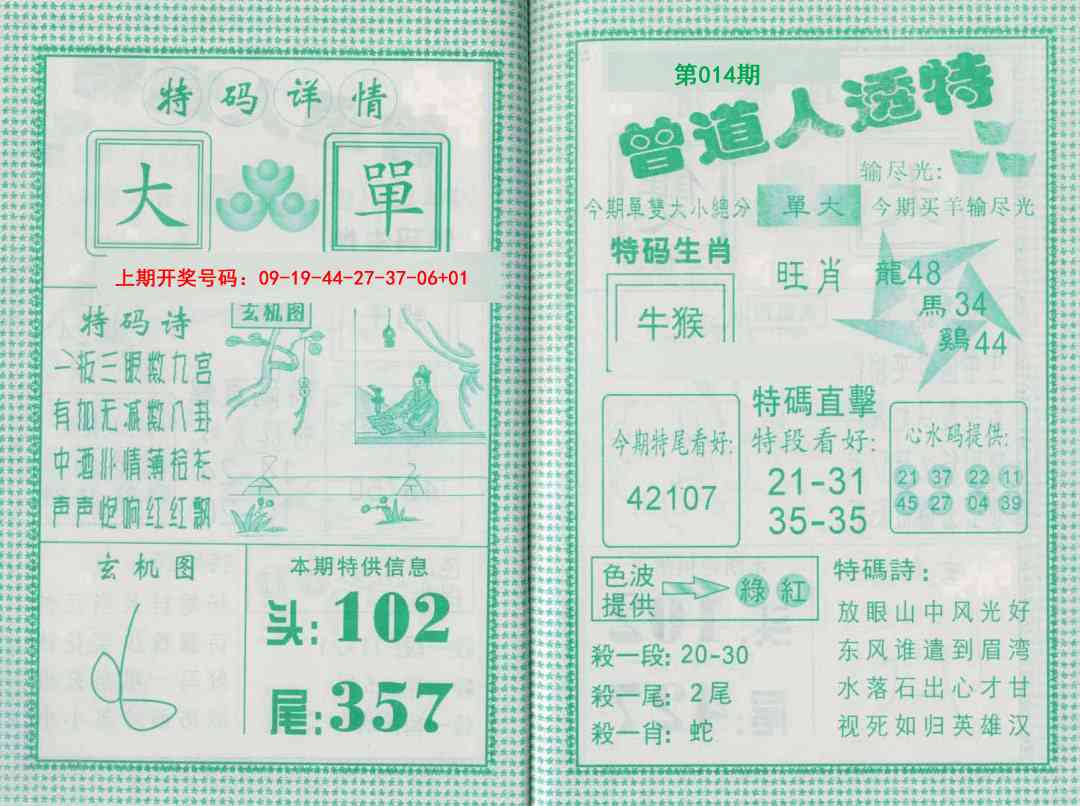 特码详情
大
單
上期开奖号码：09-19-44-27-37-06+01
特码诗
一板三眼数九宫
有加无减数八卦
中酒心情薄袷衫
声声炮响红红飘
玄机图
玄机图
本期特供信息
头:102
尾:357
第014期
曾道人透特
输尽光:
今期單雙大小總分
單大
今期买羊输尽光
特码生肖
牛猴
旺肖
龍48
馬34
鷄44
今期特尾看好:
42107
特碼直擊
特段看好:
21-31
35-35
心水码提供:
21 37 22 11
45 27 04 39
色波
提供
綠 紅
殺一段: 20-30
殺一尾: 2尾
殺一肖: 蛇
特碼詩：
放眼山中风光好
东风谁遣到眉湾
水落石出心才甘
视死如归英雄汉